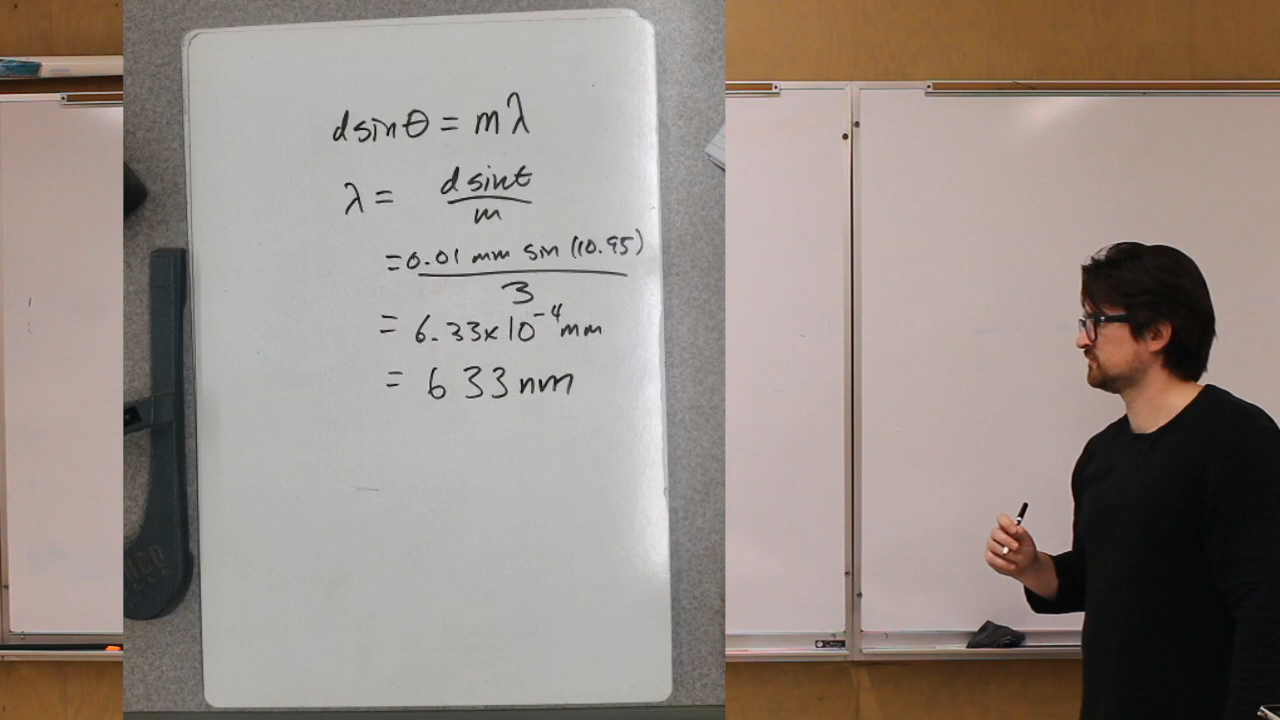 d sin θ = m λ
λ = d sin t / m
= 0.01 mm sin (10.95) / 3
= 6.33 x 10⁻⁴ mm
= 633 nm